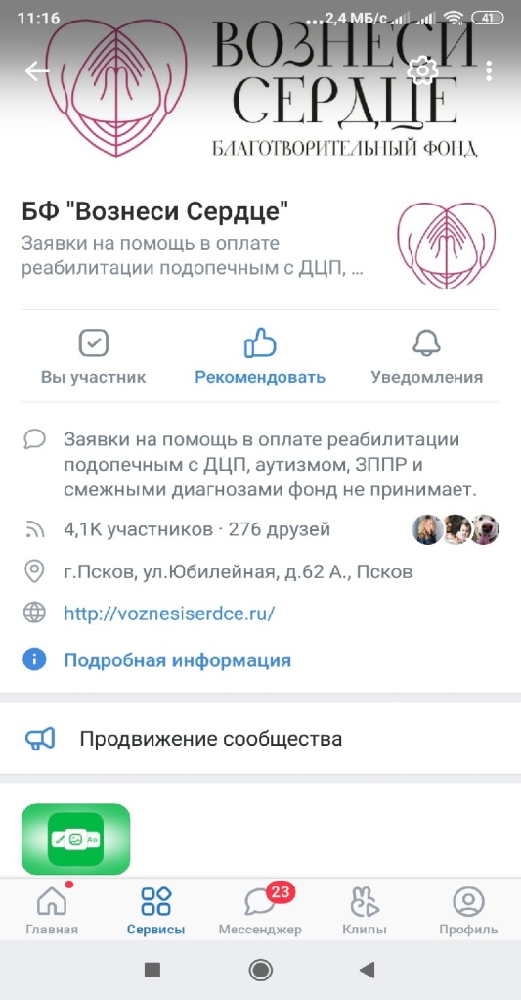 11:16
...2,4 МБ/с
41
ВОЗНЕСИ
СЕРДЦЕ
БЛАГОТВОРИТЕЛЬНЫЙ ФОНД
БФ "Вознеси Сердце"
Заявки на помощь в оплате
реабилитации подопечным с ДЦП, ...
Вы участник
Рекомендовать
Уведомления
Заявки на помощь в оплате реабилитации
подопечным с ДЦП, аутизмом, ЗППР и
смежными диагнозами фонд не принимает.
4,1K участников · 276 друзей
г.Псков, ул.Юбилейная, д.62 А., Псков
http://voznesiserdce.ru/
Подробная информация
Продвижение сообщества
Aa
23
Главная
Сервисы
Мессенджер
Клипы
Профиль